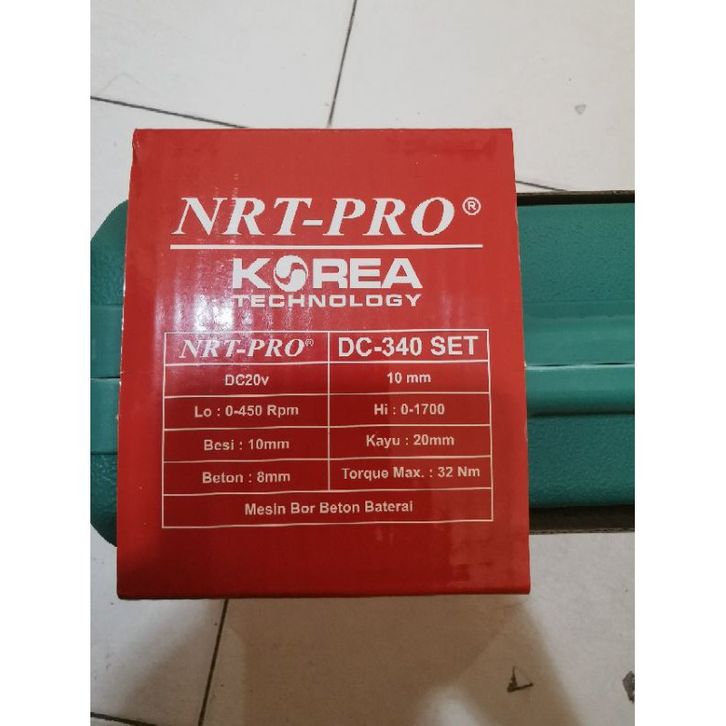 NRT-PRO®
KOREA
TECHNOLOGY
NRT-PRO® DC-340 SET
DC20v 10 mm
Lo : 0-450 Rpm Hi : 0-1700
Besi : 10mm Kayu : 20mm
Beton : 8mm Torque Max. : 32 Nm
Mesin Bor Beton Baterai